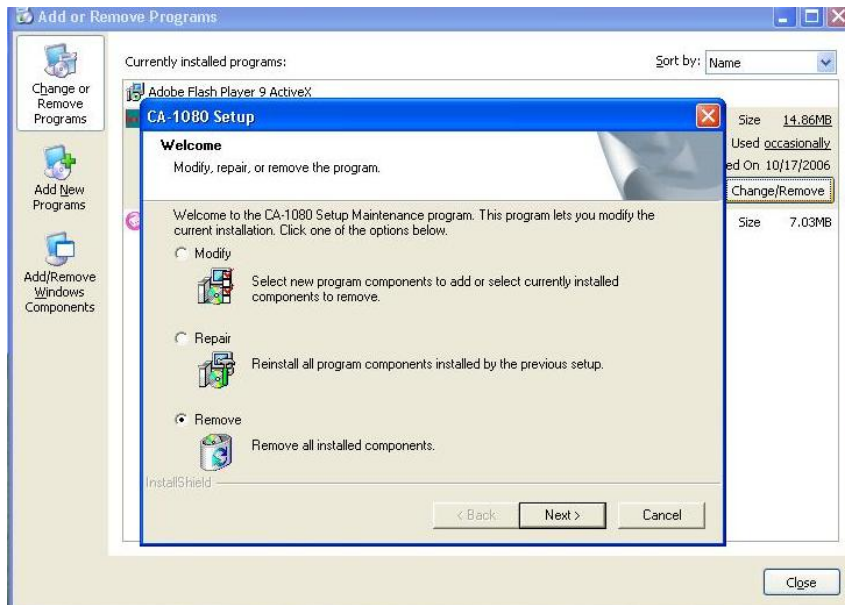 Add or Remove Programs
Change or
Remove
Programs
Add New
Programs
Add/Remove
Windows
Components
Currently installed programs:
Sort by: Name
Adobe Flash Player 9 ActiveX
Size 14.86MB
Used occasionally
ed On 10/17/2006
Change/Remove
Size 7.03MB
CA-1080 Setup
Welcome
Modify, repair, or remove the program.
Welcome to the CA-1080 Setup Maintenance program. This program lets you modify the
current installation. Click one of the options below.
Modify
Select new program components to add or select currently installed
components to remove.
Repair
Reinstall all program components installed by the previous setup.
Remove
Remove all installed components.
InstallShield
< Back Next > Cancel
Close